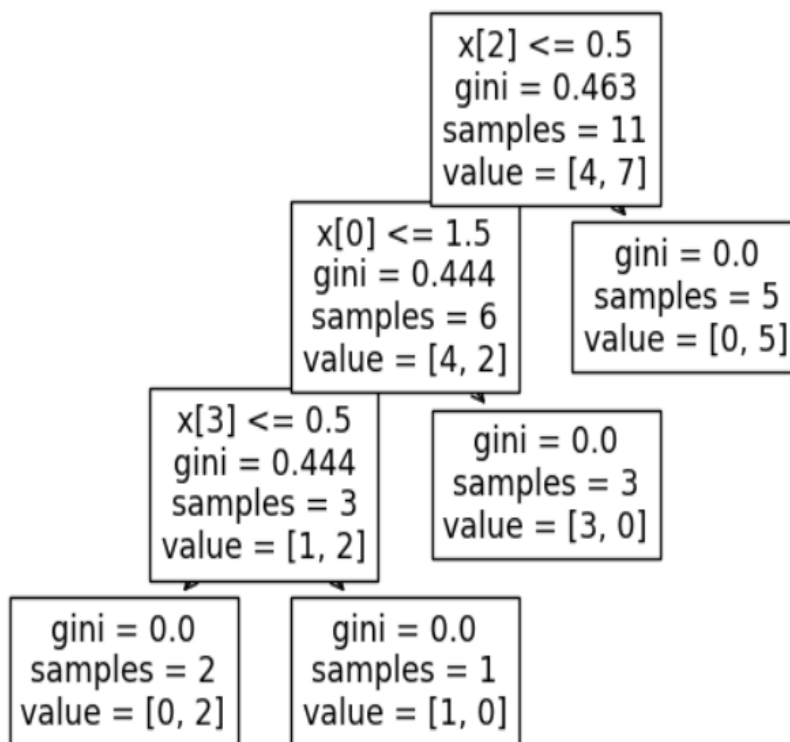 x[2] <= 0.5
gini = 0.463
samples = 11
value = [4, 7]
x[0] <= 1.5
gini = 0.444
samples = 6
value = [4, 2]
gini = 0.0
samples = 5
value = [0, 5]
x[3] <= 0.5
gini = 0.444
samples = 3
value = [1, 2]
gini = 0.0
samples = 3
value = [3, 0]
gini = 0.0
samples = 2
value = [0, 2]
gini = 0.0
samples = 1
value = [1, 0]